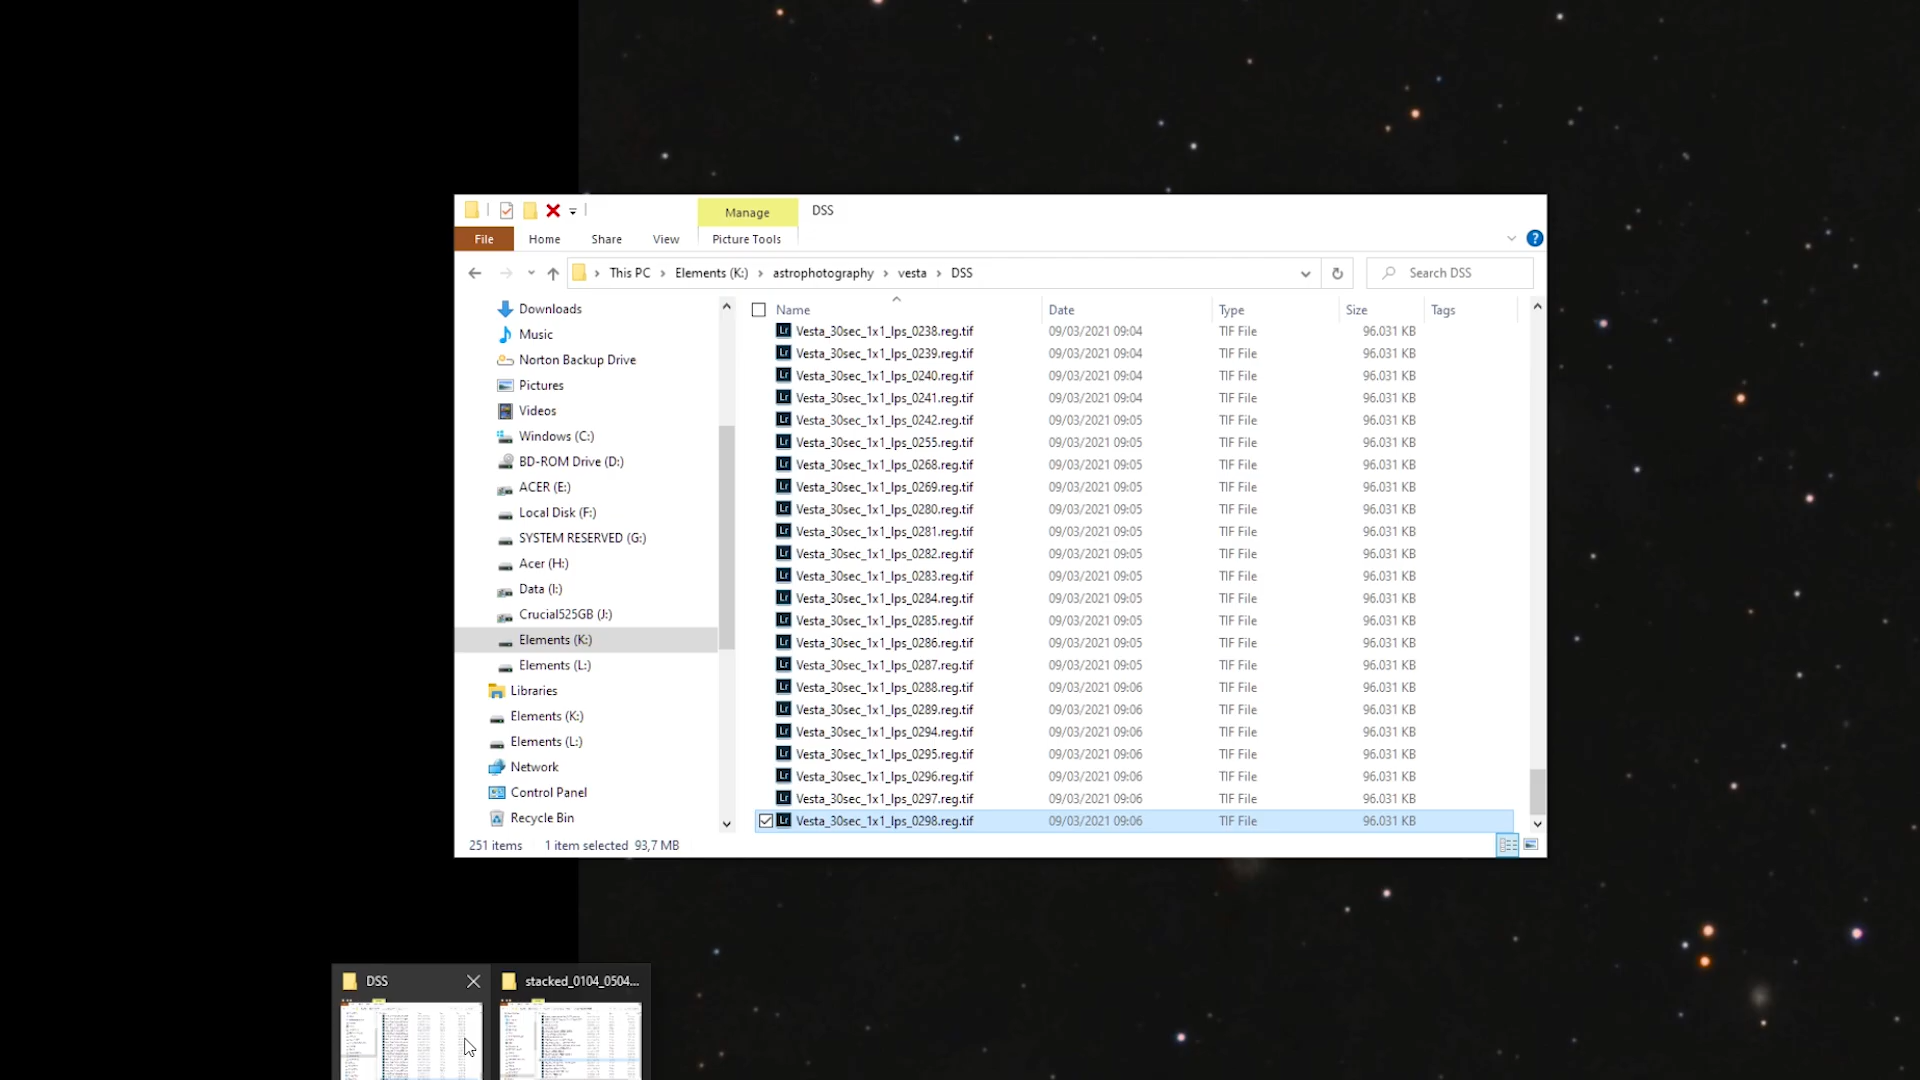 Manage
DSS
File
Home
Share
View
Picture Tools
This PC › Elements (K:) › astrophotography › vesta › DSS
Search DSS
Downloads
Music
Norton Backup Drive
Pictures
Videos
Windows (C:)
BD-ROM Drive (D:)
ACER (E:)
Local Disk (F:)
SYSTEM RESERVED (G:)
Acer (H:)
Data (I:)
Crucial525GB (J:)
Elements (K:)
Elements (L:)
Libraries
Elements (K:)
Elements (L:)
Network
Control Panel
Recycle Bin
Name Date Type Size Tags
Vesta_30sec_1x1_lps_0238.reg.tif 09/03/2021 09:04 TIF File 96.031 KB
Vesta_30sec_1x1_lps_0239.reg.tif 09/03/2021 09:04 TIF File 96.031 KB
Vesta_30sec_1x1_lps_0240.reg.tif 09/03/2021 09:04 TIF File 96.031 KB
Vesta_30sec_1x1_lps_0241.reg.tif 09/03/2021 09:04 TIF File 96.031 KB
Vesta_30sec_1x1_lps_0242.reg.tif 09/03/2021 09:05 TIF File 96.031 KB
Vesta_30sec_1x1_lps_0255.reg.tif 09/03/2021 09:05 TIF File 96.031 KB
Vesta_30sec_1x1_lps_0268.reg.tif 09/03/2021 09:05 TIF File 96.031 KB
Vesta_30sec_1x1_lps_0269.reg.tif 09/03/2021 09:05 TIF File 96.031 KB
Vesta_30sec_1x1_lps_0280.reg.tif 09/03/2021 09:05 TIF File 96.031 KB
Vesta_30sec_1x1_lps_0281.reg.tif 09/03/2021 09:05 TIF File 96.031 KB
Vesta_30sec_1x1_lps_0282.reg.tif 09/03/2021 09:05 TIF File 96.031 KB
Vesta_30sec_1x1_lps_0283.reg.tif 09/03/2021 09:05 TIF File 96.031 KB
Vesta_30sec_1x1_lps_0284.reg.tif 09/03/2021 09:05 TIF File 96.031 KB
Vesta_30sec_1x1_lps_0285.reg.tif 09/03/2021 09:05 TIF File 96.031 KB
Vesta_30sec_1x1_lps_0286.reg.tif 09/03/2021 09:05 TIF File 96.031 KB
Vesta_30sec_1x1_lps_0287.reg.tif 09/03/2021 09:05 TIF File 96.031 KB
Vesta_30sec_1x1_lps_0288.reg.tif 09/03/2021 09:06 TIF File 96.031 KB
Vesta_30sec_1x1_lps_0289.reg.tif 09/03/2021 09:06 TIF File 96.031 KB
Vesta_30sec_1x1_lps_0294.reg.tif 09/03/2021 09:06 TIF File 96.031 KB
Vesta_30sec_1x1_lps_0295.reg.tif 09/03/2021 09:06 TIF File 96.031 KB
Vesta_30sec_1x1_lps_0296.reg.tif 09/03/2021 09:06 TIF File 96.031 KB
Vesta_30sec_1x1_lps_0297.reg.tif 09/03/2021 09:06 TIF File 96.031 KB
Vesta_30sec_1x1_lps_0298.reg.tif 09/03/2021 09:06 TIF File 96.031 KB
251 items 1 item selected 93,7 MB
DSS
stacked_0104_0504...